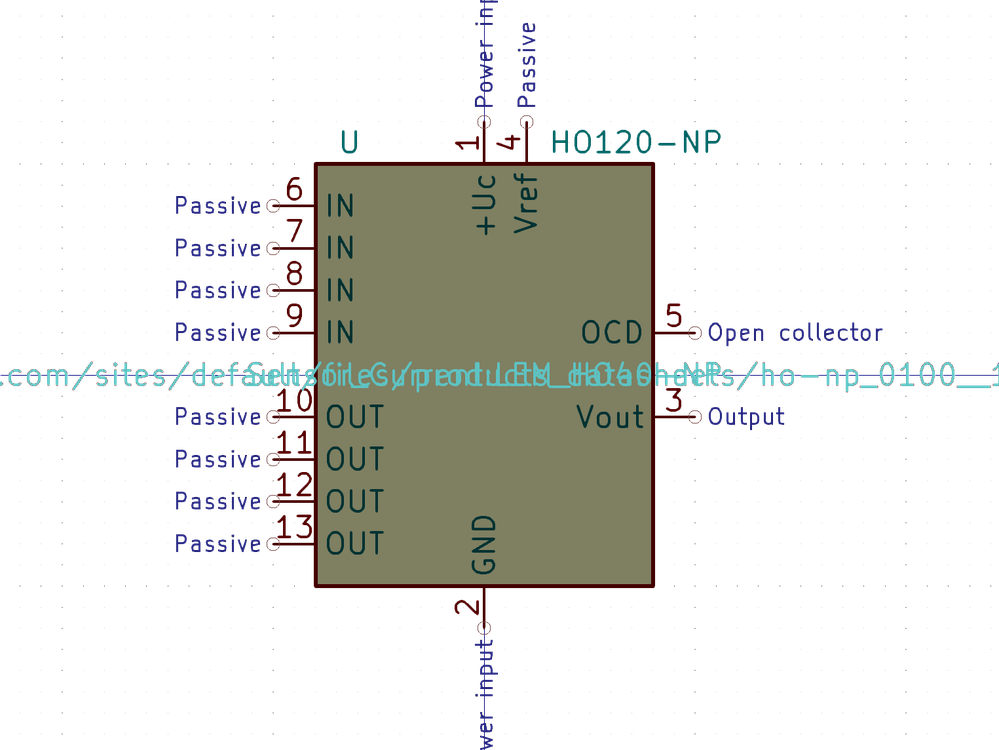 Power inp
Passive
U
HO120-NP
1
4
+Uc
Vref
Passive 6 IN
Passive 7 IN
Passive 8 IN
Passive 9 IN
OCD 5 Open collector
.com/sites/default/files/products_datasheets/ho-np_0100__1
Sensor_Current:LEM_HO40-NP
Passive 10 OUT
Vout 3 Output
Passive 11 OUT
Passive 12 OUT
Passive 13 OUT
GND
2
wer input